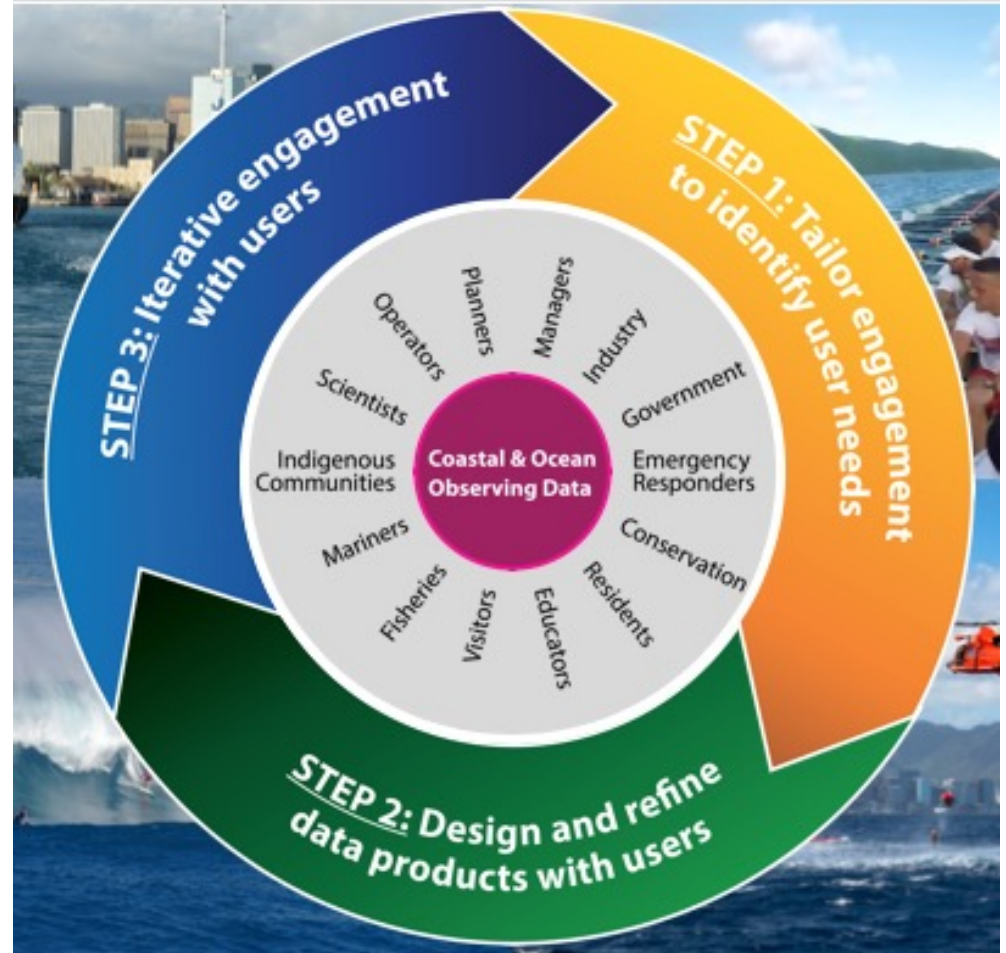 STEP 1: Tailor engagement
to identify user needs
STEP 2: Design and refine
data products with users
STEP 3: Iterative engagement
with users
Coastal & Ocean
Observing Data
Managers
Industry
Government
Emergency
Responders
Conservation
Residents
Educators
Visitors
Fisheries
Mariners
Indigenous
Communities
Scientists
Operators
Planners